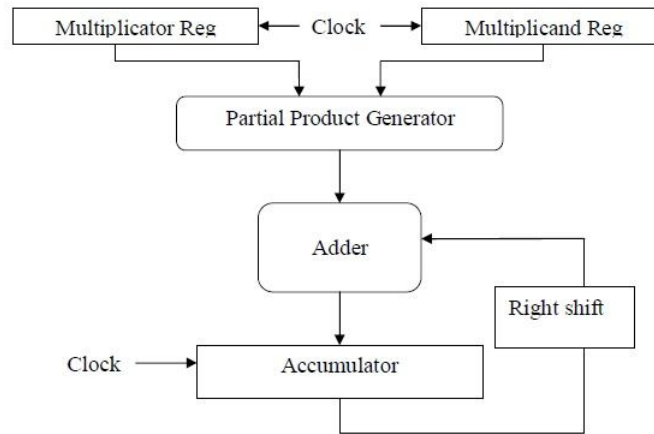 Multiplicator Reg
Clock
Multiplicand Reg
Partial Product Generator
Adder
Right shift
Clock
Accumulator